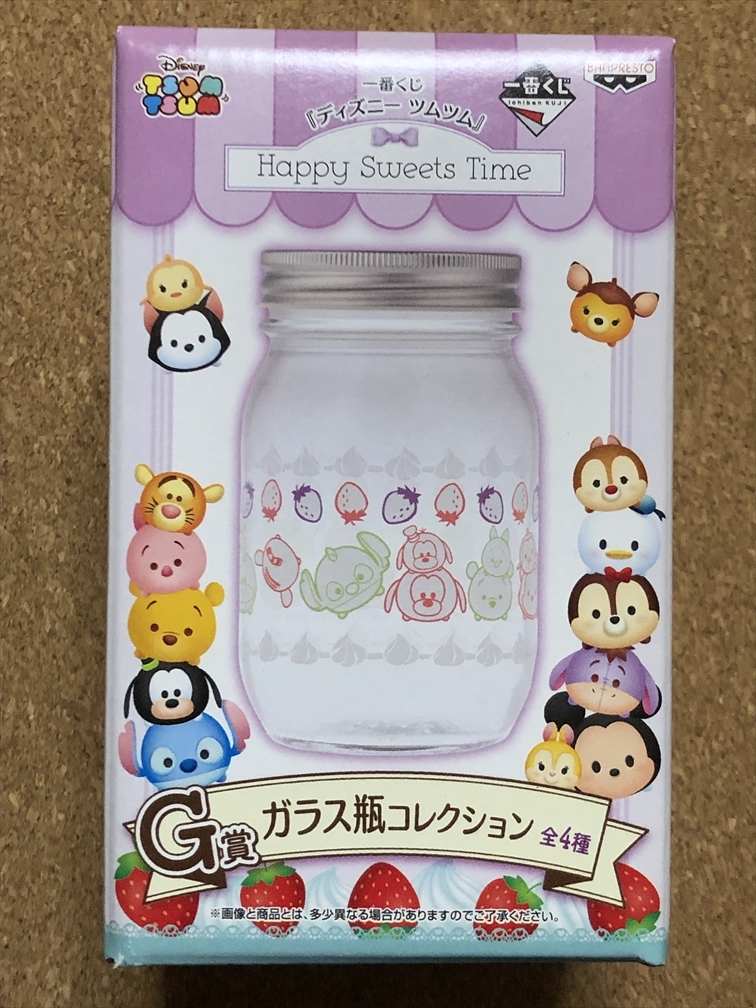 Disney
TSUM
TSUM
一番くじ
『ディズニー ツムツム』
Happy Sweets Time
一番くじ
Ichiban KUJI
BANPRESTO
G賞
ガラス瓶コレクション 全4種
※画像と商品とは、多少異なる場合がありますのでご了承ください。